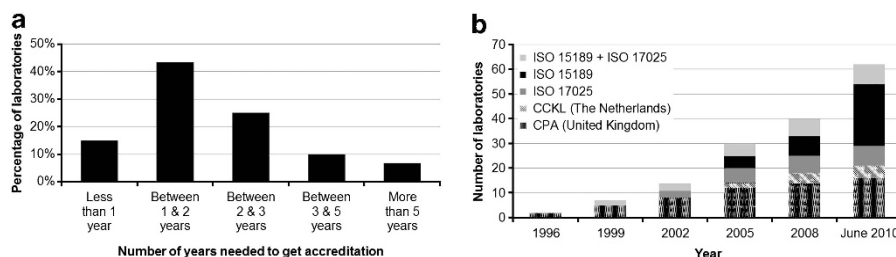 a
50%
40%
30%
20%
10%
0%
Percentage of laboratories
Less
than 1
year
Between
1 & 2
years
Between
2 & 3
years
Between
3 & 5
years
More
than 5
years
Number of years needed to get accreditation
b
70
60
50
40
30
20
10
0
Number of laboratories
ISO 15189 + ISO 17025
ISO 15189
ISO 17025
CCKL (The Netherlands)
CPA (United Kingdom)
1996
1999
2002
2005
2008
June 2010
Year